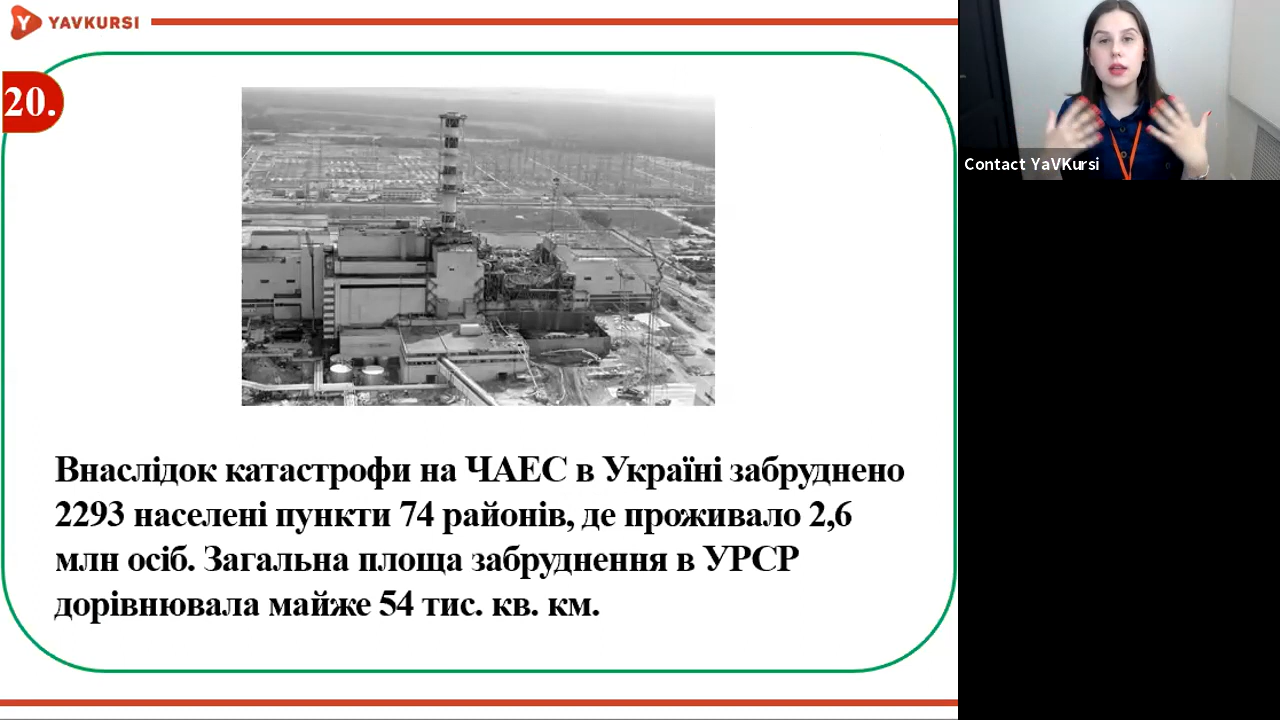 Y YAVKURSI
20.
Contact YaVKursi
Внаслідок катастрофи на ЧАЕС в Україні забруднено
2293 населені пункти 74 районів, де проживало 2,6
млн осіб. Загальна площа забруднення в УРСР
дорівнювала майже 54 тис. кв. км.